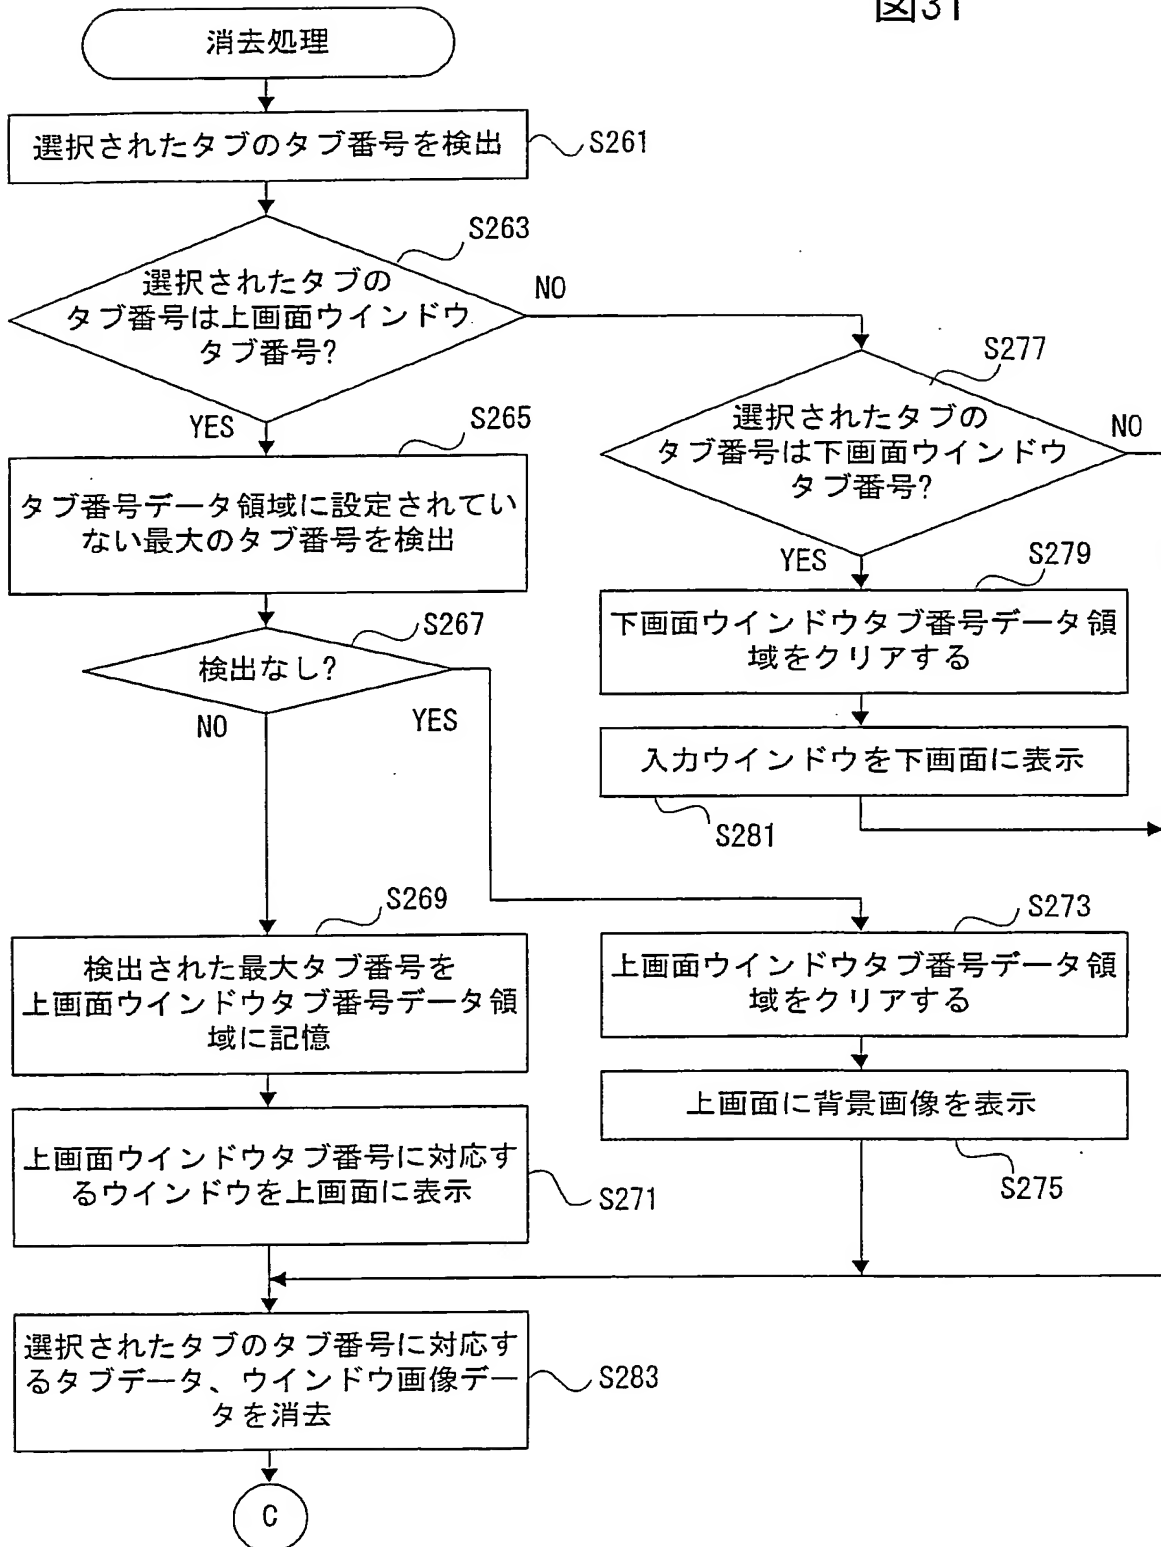 図31
消去処理
選択されたタブのタブ番号を検出
S261
S263
選択されたタブの
タブ番号は上画面ウインドウ
タブ番号?
NO
YES
S265
タブ番号データ領域に設定されてい
ない最大のタブ番号を検出
S267
検出なし?
NO
YES
S269
検出された最大タブ番号を
上画面ウインドウタブ番号データ領
域に記憶
上画面ウインドウタブ番号に対応す
るウインドウを上画面に表示
S271
S277
選択されたタブの
タブ番号は下画面ウインドウ
タブ番号?
NO
YES
S279
下画面ウインドウタブ番号データ領
域をクリアする
入力ウインドウを下画面に表示
S281
S273
上画面ウインドウタブ番号データ領
域をクリアする
上画面に背景画像を表示
S275
選択されたタブのタブ番号に対応す
るタブデータ、ウインドウ画像デー
タを消去
S283
C